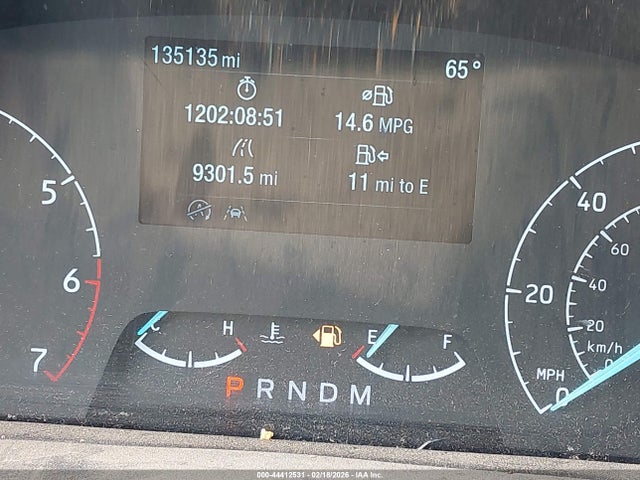 135135 mi
65°
1202:08:51
14.6 MPG
9301.5 mi
11 mi to E
5
6
7
C H
E F
P R N D M
40
20
0
MPH
60
40
20
0
km/h
000-44412531 | 02/18/2026 - © IAA Inc.